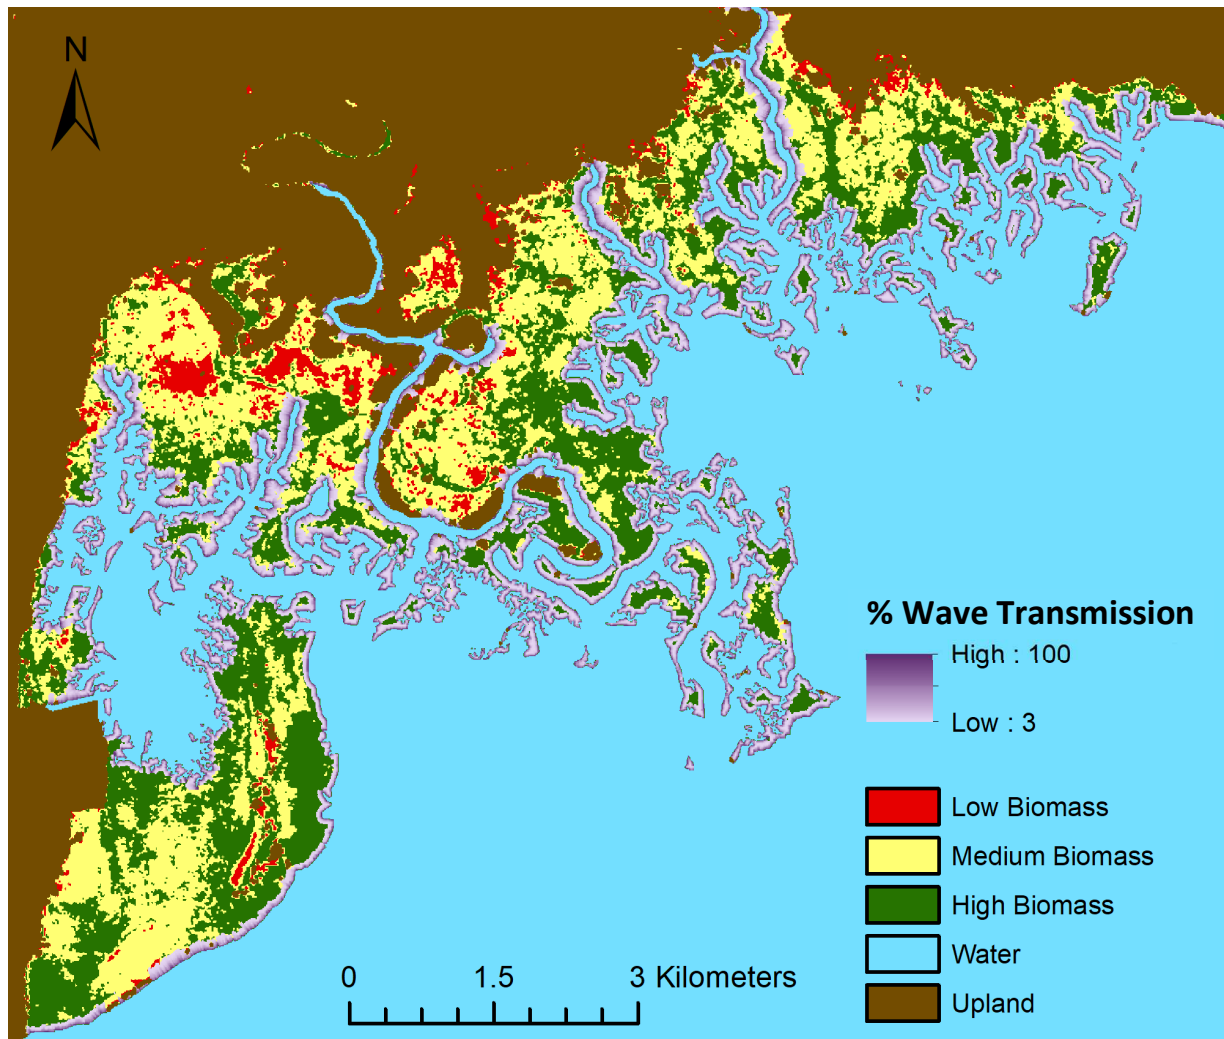 N
% Wave Transmission
High : 100
Low : 3
Low Biomass
Medium Biomass
High Biomass
Water
Upland
0 1.5 3 Kilometers